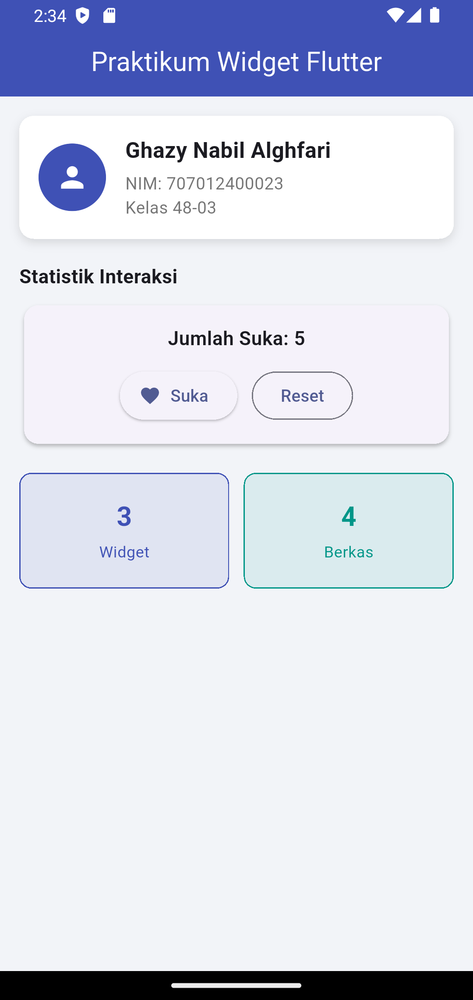 2:34
Praktikum Widget Flutter
Ghazy Nabil Alghfari
NIM: 707012400023
Kelas 48-03
Statistik Interaksi
Jumlah Suka: 5
Suka Reset
3 4
Widget Berkas